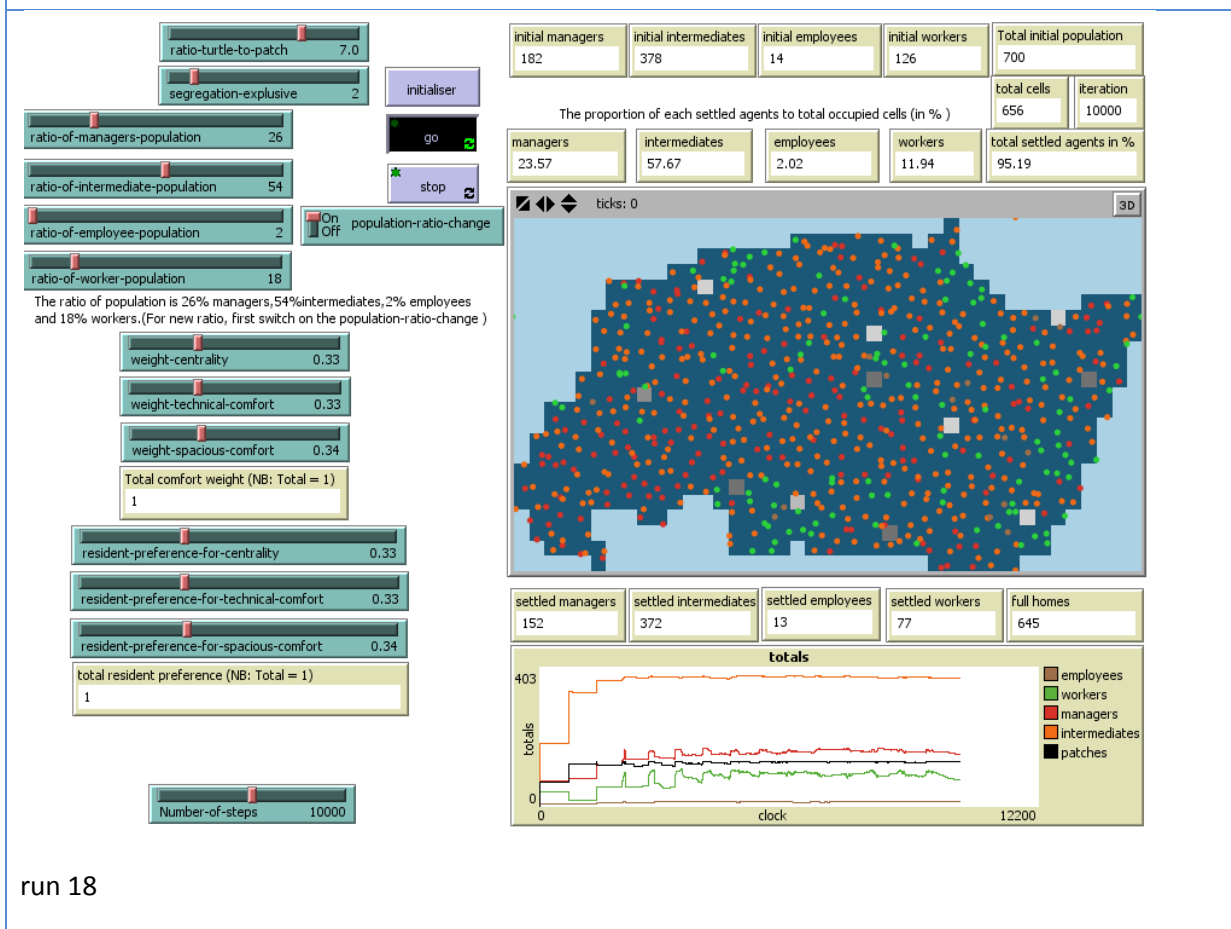 ratio-turtle-to-patch 7.0
segregation-explusive 2
initialiser
ratio-of-managers-population 26
go
ratio-of-intermediate-population 54
stop
ratio-of-employee-population 2
On
Off
population-ratio-change
ratio-of-worker-population 18
The ratio of population is 26% managers,54%intermediates,2% employees
and 18% workers.(For new ratio, first switch on the population-ratio-change )
weight-centrality 0.33
weight-technical-comfort 0.33
weight-spacious-comfort 0.34
Total comfort weight (NB: Total = 1)
1
resident-preference-for-centrality 0.33
resident-preference-for-technical-comfort 0.33
resident-preference-for-spacious-comfort 0.34
total resident preference (NB: Total = 1)
1
Number-of-steps 10000
initial managers
182
initial intermediates
378
initial employees
14
initial workers
126
Total initial population
700
total cells
656
iteration
10000
The proportion of each settled agents to total occupied cells (in % )
managers
23.57
intermediates
57.67
employees
2.02
workers
11.94
total settled agents in %
95.19
ticks: 0
3D
settled managers
152
settled intermediates
372
settled employees
13
settled workers
77
full homes
645
totals
403
totals
0
0
clock
12200
employees
workers
managers
intermediates
patches
run 18